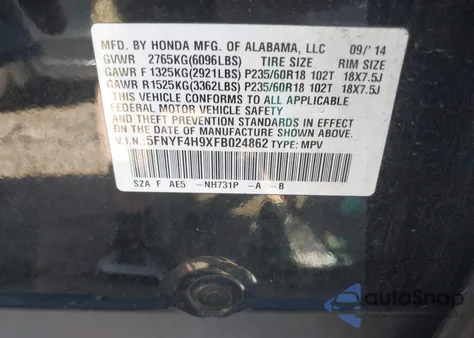 MFD. BY HONDA MFG. OF ALABAMA, LLC 09/'14
GVWR 2765KG(6096LBS) TIRE SIZE RIM SIZE
GAWR F 1325KG(2921LBS) P235/60R18 102T 18X7.5J
GAWR R1525KG(3362LBS) P235/60R18 102T 18X7.5J
THIS VEHICLE CONFORMS TO ALL APPLICABLE
FEDERAL MOTOR VEHICLE SAFETY, BUMPER, AND
THEFT PREVENTION STANDARDS IN EFFECT ON
THE DATE OF MANUFACTURE SHOWN ABOVE.
V.I.N.: 5FNYF4H9XFB024862 TYPE: MPV
SZA F AE5 -NH731P -A -B
autoSnap